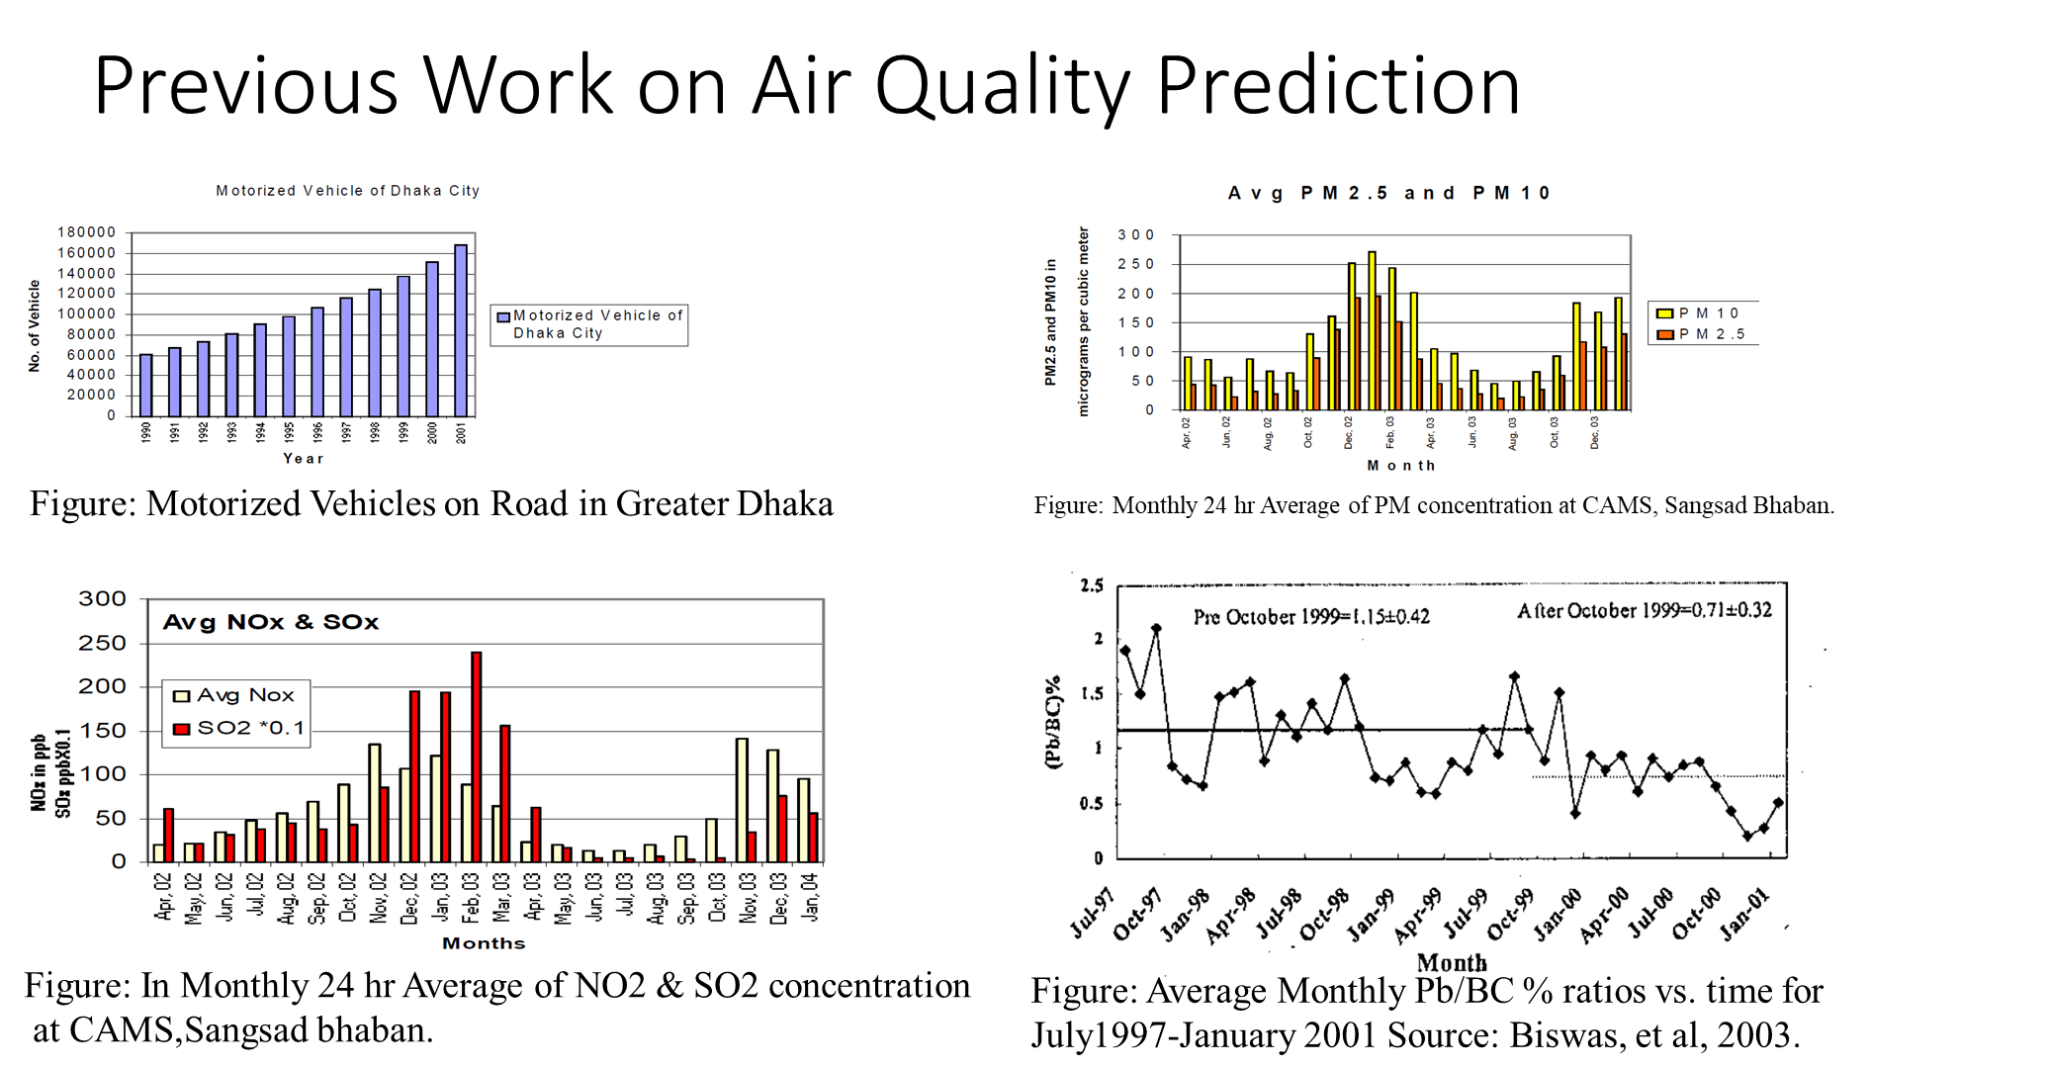 Previous Work on Air Quality Prediction
Motorized Vehicle of Dhaka City
No. of Vehicle
180000
160000
140000
120000
100000
80000
60000
40000
20000
0
1990 1991 1992 1993 1994 1995 1996 1997 1998 1999 2000 2001
Year
Motorized Vehicle of
Dhaka City
Figure: Motorized Vehicles on Road in Greater Dhaka
Avg PM2.5 and PM10
PM2.5 and PM10 in
micrograms per cubic meter
300
250
200
150
100
50
0
Apr, 02 Jun, 02 Aug, 02 Oct, 02 Dec, 02 Feb, 03 Apr, 03 Jun, 03 Aug, 03 Oct, 03 Dec, 03
Month
PM10
PM2.5
Figure: Monthly 24 hr Average of PM concentration at CAMS, Sangsad Bhaban.
Avg NOx & SOx
NOx in ppb
SOx ppbX0.1
300
250
200
150
100
50
0
Avg Nox
SO2 *0.1
Apr, 02 May, 02 Jun, 02 Jul, 02 Aug, 02 Sep, 02 Oct, 02 Nov, 02 Dec, 02 Jan, 03 Feb, 03 Mar, 03 Apr, 03 May, 03 Jun, 03 Jul, 03 Aug, 03 Sep, 03 Oct, 03 Nov, 03 Dec, 03 Jan, 04
Months
Figure: In Monthly 24 hr Average of NO2 & SO2 concentration
at CAMS,Sangsad bhaban.
(Pb/BC)%
2.5
2
1.5
1
0.5
0
Pre October 1999=1.15±0.42
After October 1999=0.71±0.32
Jul-97 Oct-97 Jan-98 Apr-98 Jul-98 Oct-98 Jan-99 Apr-99 Jul-99 Oct-99 Jan-00 Apr-00 Jul-00 Oct-00 Jan-01
Month
Figure: Average Monthly Pb/BC % ratios vs. time for
July1997-January 2001 Source: Biswas, et al, 2003.